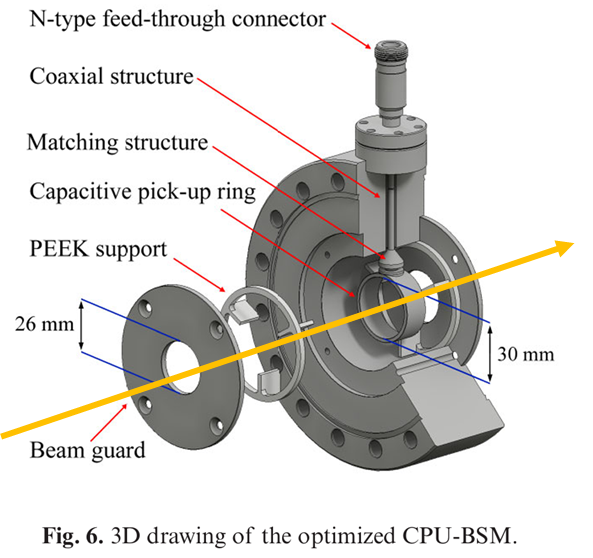 N-type feed-through connector
Coaxial structure
Matching structure
Capacitive pick-up ring
PEEK support
26 mm
30 mm
Beam guard
Fig. 6. 3D drawing of the optimized CPU-BSM.